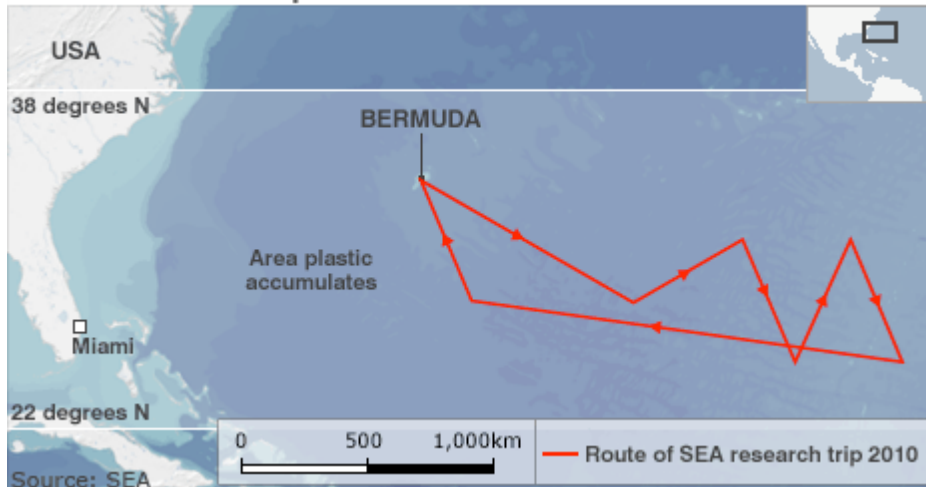 USA
38 degrees N
BERMUDA
Area plastic
accumulates
Miami
22 degrees N
0 500 1,000km
Route of SEA research trip 2010
Source: SEA